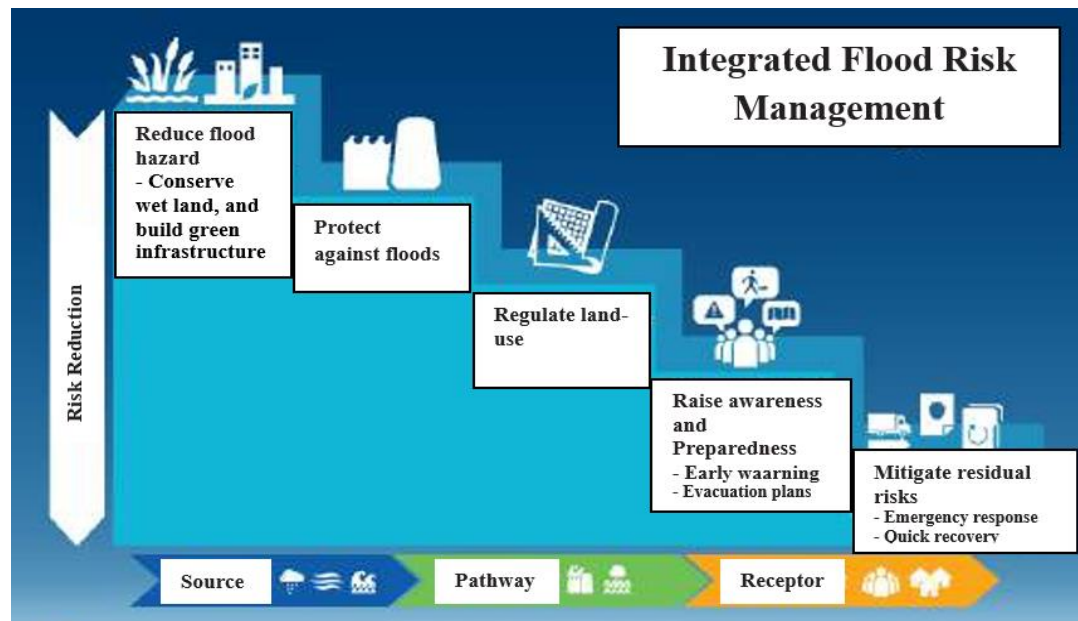 Integrated Flood Risk
Management
Reduce flood
hazard
- Conserve
wet land, and
build green
infrastructure
Protect
against floods
Regulate land-
use
Raise awareness
and
Preparedness
- Early waarning
- Evacuation plans
Mitigate residual
risks
- Emergency response
- Quick recovery
Risk Reduction
Source
Pathway
Receptor